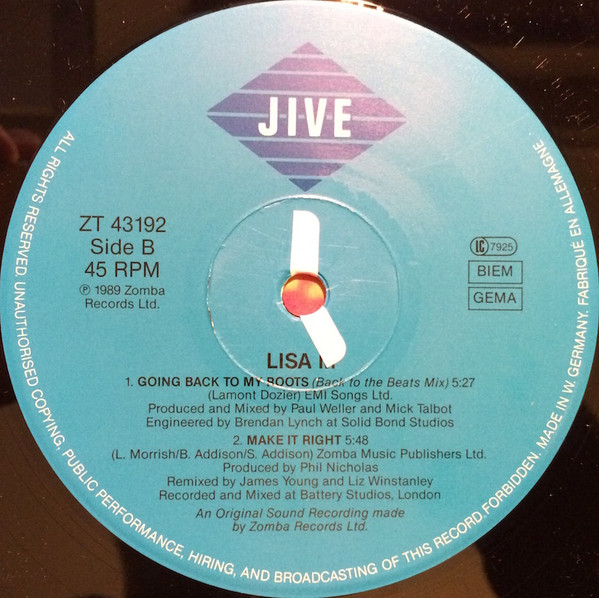 JIVE
ZT 43192
Side B
45 RPM
℗ 1989 Zomba
Records Ltd.
LC 7925
BIEM
GEMA
LISA
1. GOING BACK TO MY BOOTS (Back to the Beats Mix) 5:27
(Lamont Dozier) EMI Songs Ltd.
Produced and Mixed by Paul Weller and Mick Talbot
Engineered by Brendan Lynch at Solid Bond Studios
2. MAKE IT RIGHT 5:48
(L. Morrish/B. Addison/S. Addison) Zomba Music Publishers Ltd.
Produced by Phil Nicholas
Remixed by James Young and Liz Winstanley
Recorded and Mixed at Battery Studios, London
An Original Sound Recording made
by Zomba Records Ltd.
ALL RIGHTS RESERVED. UNAUTHORISED COPYING, PUBLIC PERFORMANCE, HIRING, AND BROADCASTING OF THIS RECORD FORBIDDEN. MADE IN W. GERMANY. FABRIQUÉ EN ALLEMAGNE.